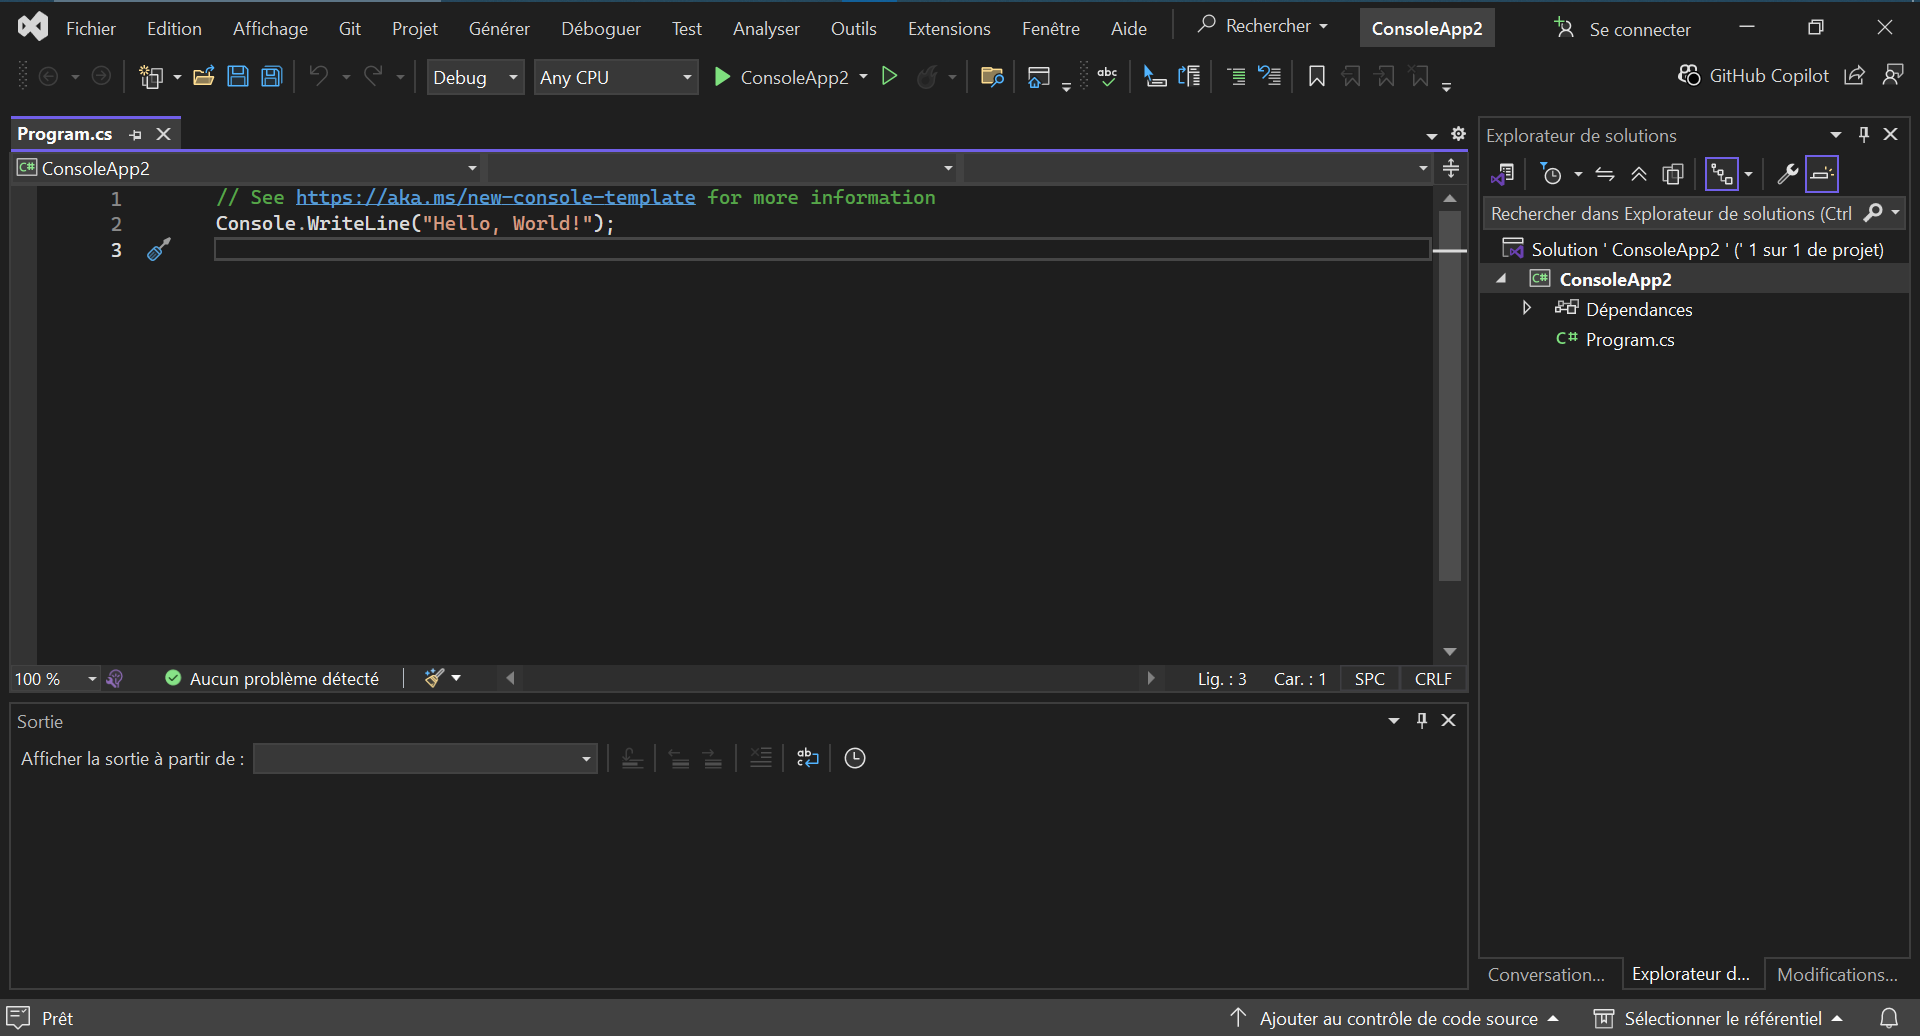 Fichier Edition Affichage Git Projet Générer Déboguer Test Analyser Outils Extensions Fenêtre Aide Rechercher ConsoleApp2 Se connecter
Debug Any CPU ConsoleApp2 abc GitHub Copilot
Program.cs
C# ConsoleApp2
1 // See https://aka.ms/new-console-template for more information
2 Console.WriteLine("Hello, World!");
3
100 % Aucun problème détecté Lig. : 3 Car. : 1 SPC CRLF
Sortie
Afficher la sortie à partir de :
Explorateur de solutions
Rechercher dans Explorateur de solutions (Ctrl
Solution ' ConsoleApp2 ' (' 1 sur 1 de projet)
C# ConsoleApp2
Dépendances
C# Program.cs
Conversation... Explorateur d... Modifications...
Prêt Ajouter au contrôle de code source Sélectionner le référentiel